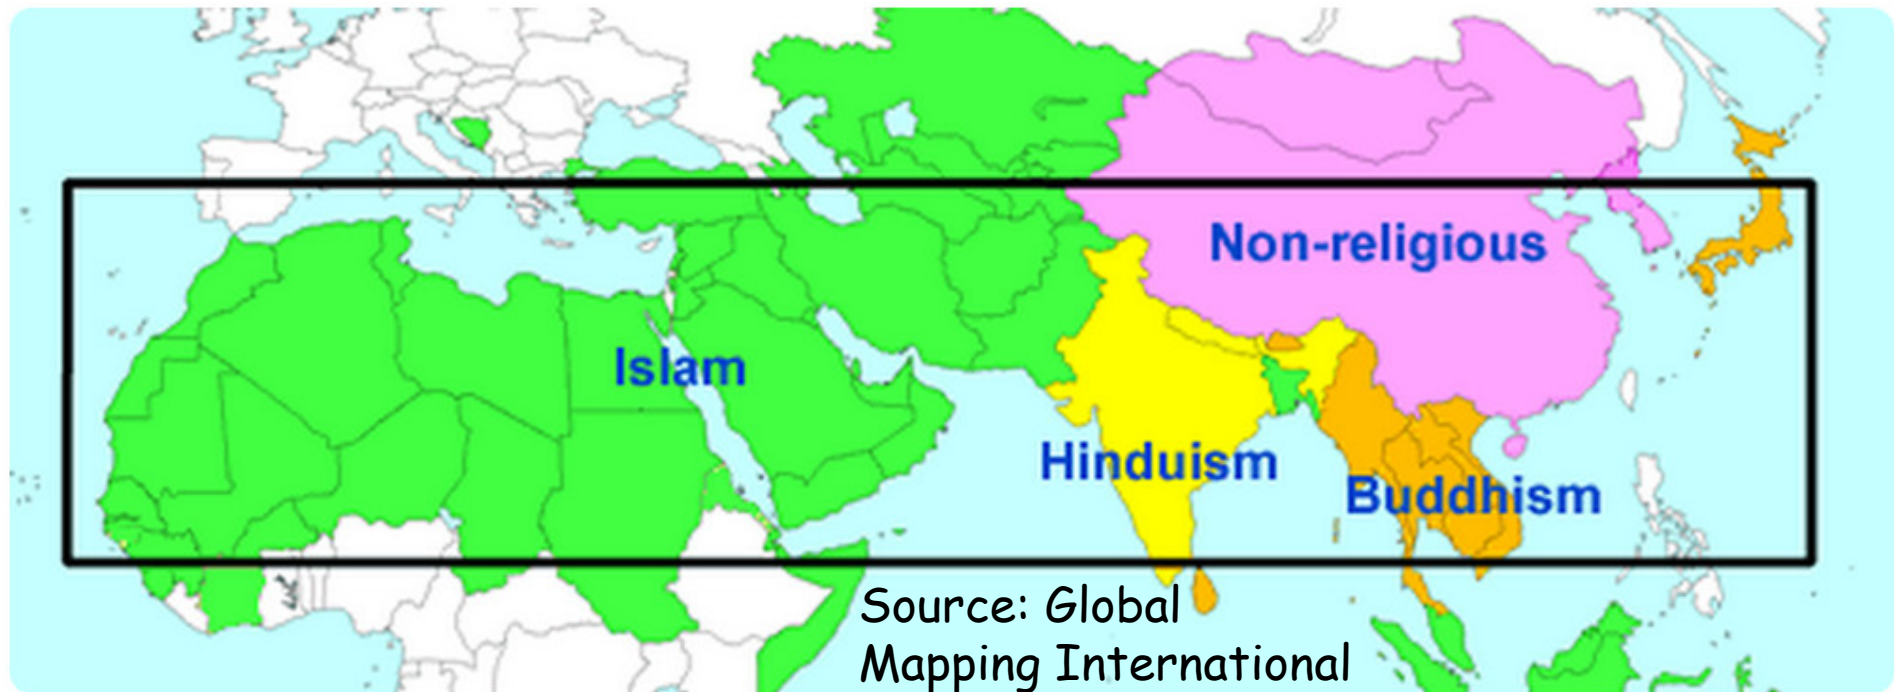 Non-religious
Islam
Hinduism
Buddhism
Source: Global
Mapping International